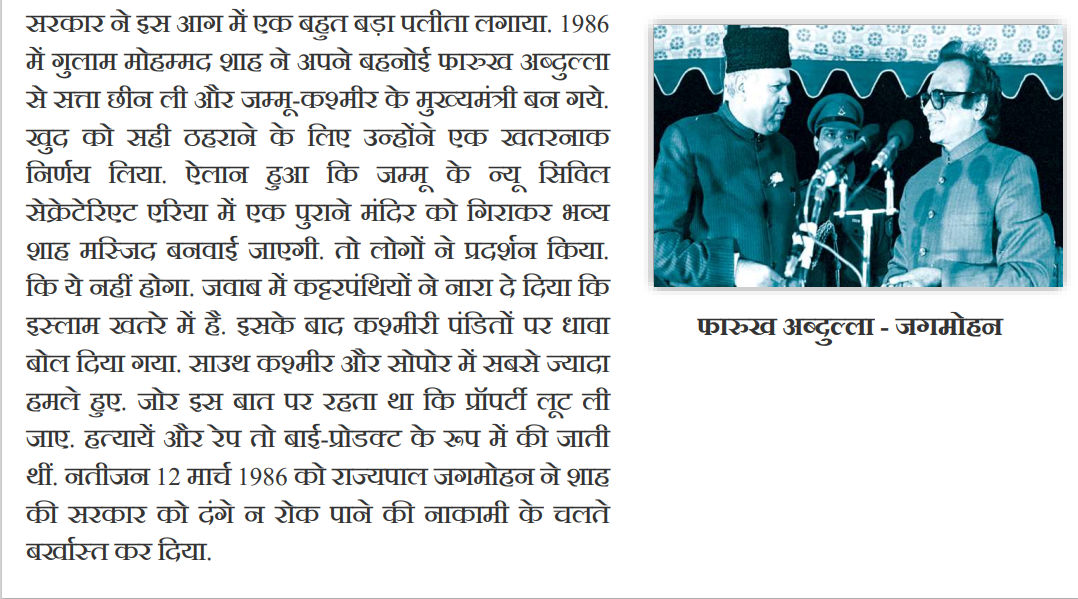 सरकार ने इस आग में एक बहुत बड़ा पलीता लगाया. 1986
में गुलाम मोहम्मद शाह ने अपने बहनोई फारुख अब्दुल्ला
से सत्ता छीन ली और जम्मू-कश्मीर के मुख्यमंत्री बन गये.
खुद को सही ठहराने के लिए उन्होंने एक खतरनाक
निर्णय लिया. ऐलान हुआ कि जम्मू के न्यू सिविल
सेक्रेटेरिएट एरिया में एक पुराने मंदिर को गिराकर भव्य
शाह मस्जिद बनवाई जाएगी. तो लोगों ने प्रदर्शन किया.
कि ये नहीं होगा. जवाब में कट्टरपंथियों ने नारा दे दिया कि
इस्लाम खतरे में है. इसके बाद कश्मीरी पंडितों पर धावा
बोल दिया गया. साउथ कश्मीर और सोपोर में सबसे ज्यादा
हमले हुए. जोर इस बात पर रहता था कि प्रॉपर्टी लूट ली
जाए. हत्यायें और रेप तो बाई-प्रोडक्ट के रूप में की जाती
थीं. नतीजन 12 मार्च 1986 को राज्यपाल जगमोहन ने शाह
की सरकार को दंगे न रोक पाने की नाकामी के चलते
बर्खास्त कर दिया.
फारुख अब्दुल्ला - जगमोहन